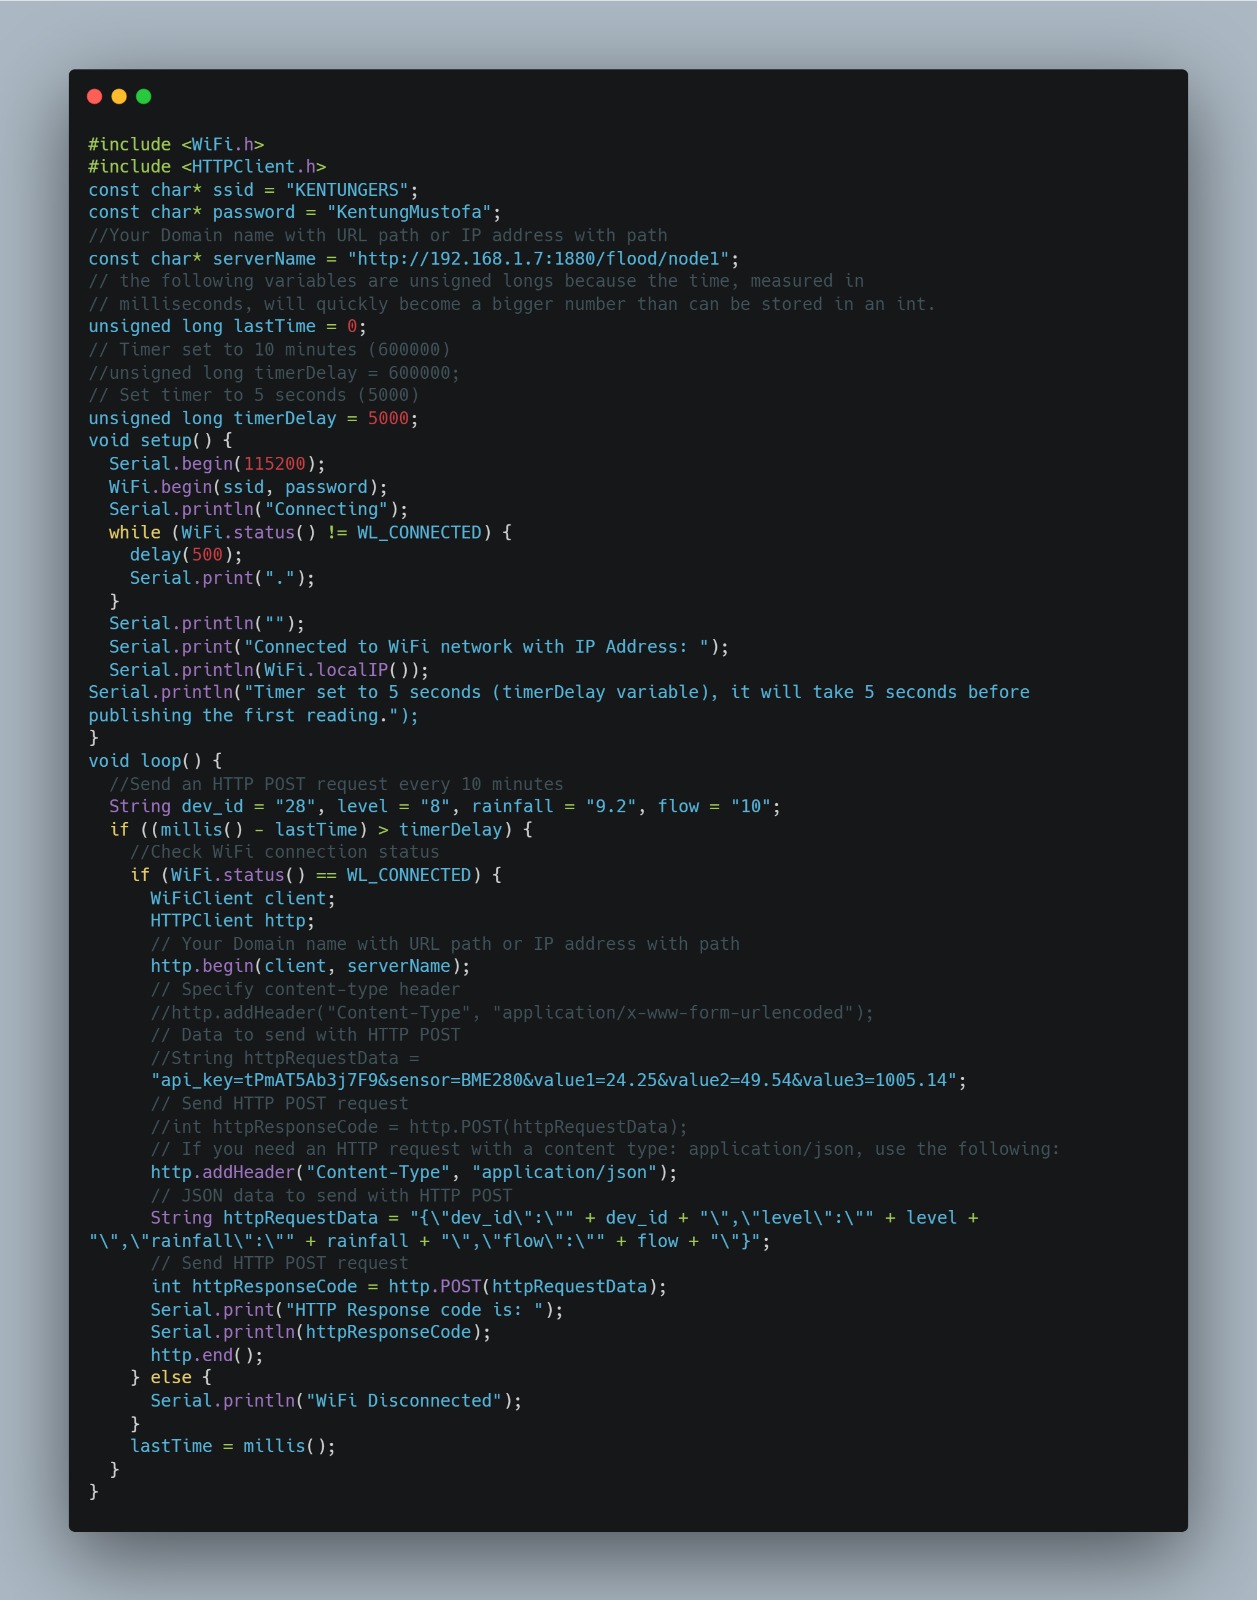 #include <WiFi.h>
#include <HTTPClient.h>
const char* ssid = "KENTUNGERS";
const char* password = "KentungMustofa";
//Your Domain name with URL path or IP address with path
const char* serverName = "http://192.168.1.7:1880/flood/node1";
// the following variables are unsigned longs because the time, measured in
// milliseconds, will quickly become a bigger number than can be stored in an int.
unsigned long lastTime = 0;
// Timer set to 10 minutes (600000)
//unsigned long timerDelay = 600000;
// Set timer to 5 seconds (5000)
unsigned long timerDelay = 5000;
void setup() {
  Serial.begin(115200);
  WiFi.begin(ssid, password);
  Serial.println("Connecting");
  while (WiFi.status() != WL_CONNECTED) {
    delay(500);
    Serial.print(".");
  }
  Serial.println("");
  Serial.print("Connected to WiFi network with IP Address: ");
  Serial.println(WiFi.localIP());
Serial.println("Timer set to 5 seconds (timerDelay variable), it will take 5 seconds before
publishing the first reading.");
}
void loop() {
  //Send an HTTP POST request every 10 minutes
  String dev_id = "28", level = "8", rainfall = "9.2", flow = "10";
  if ((millis() - lastTime) > timerDelay) {
    //Check WiFi connection status
    if (WiFi.status() == WL_CONNECTED) {
      WiFiClient client;
      HTTPClient http;
      // Your Domain name with URL path or IP address with path
      http.begin(client, serverName);
      // Specify content-type header
      //http.addHeader("Content-Type", "application/x-www-form-urlencoded");
      // Data to send with HTTP POST
      //String httpRequestData =
      "api_key=tPmAT5Ab3j7F9&sensor=BME280&value1=24.25&value2=49.54&value3=1005.14";
      // Send HTTP POST request
      //int httpResponseCode = http.POST(httpRequestData);
      // If you need an HTTP request with a content type: application/json, use the following:
      http.addHeader("Content-Type", "application/json");
      // JSON data to send with HTTP POST
      String httpRequestData = "{\"dev_id\":\"" + dev_id + "\",\"level\":\"" + level +
"\",\"rainfall\":\"" + rainfall + "\",\"flow\":\"" + flow + "\"}";
      // Send HTTP POST request
      int httpResponseCode = http.POST(httpRequestData);
      Serial.print("HTTP Response code is: ");
      Serial.println(httpResponseCode);
      http.end();
    } else {
      Serial.println("WiFi Disconnected");
    }
    lastTime = millis();
  }
}